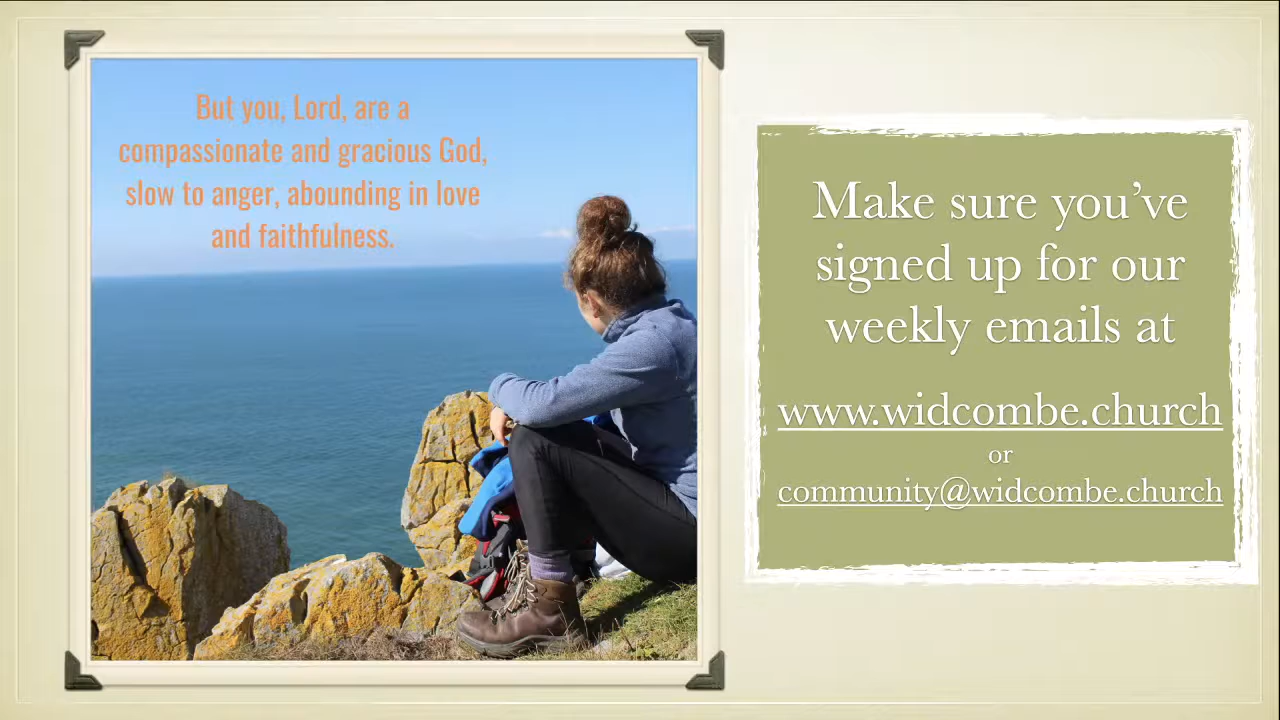 But you, Lord, are a
compassionate and gracious God,
slow to anger, abounding in love
and faithfulness.
Make sure you’ve
signed up for our
weekly emails at
www.widcombe.church
or
community@widcombe.church